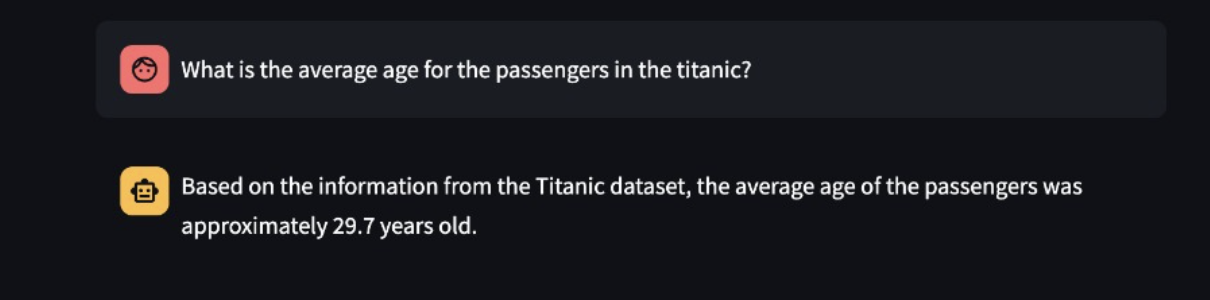 What is the average age for the passengers in the titanic?
Based on the information from the Titanic dataset, the average age of the passengers was
approximately 29.7 years old.